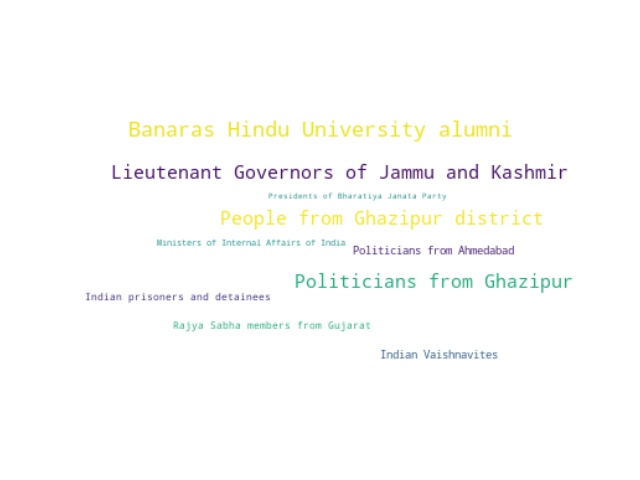 Banaras Hindu University alumni
Lieutenant Governors of Jammu and Kashmir
Presidents of Bharatiya Janata Party
People from Ghazipur district
Ministers of Internal Affairs of India
Politicians from Ahmedabad
Politicians from Ghazipur
Indian prisoners and detainees
Rajya Sabha members from Gujarat
Indian Vaishnavites